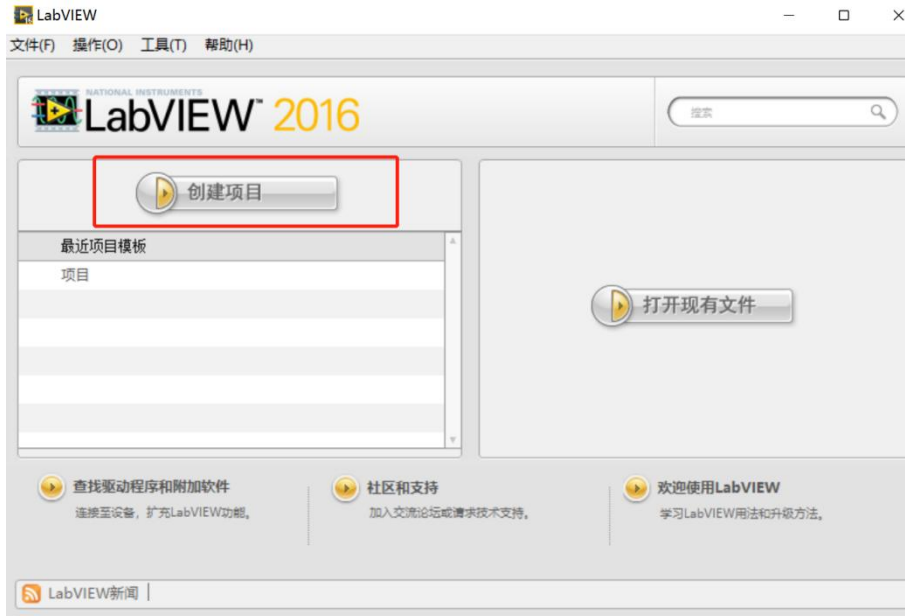 LabVIEW
文件(F) 操作(O) 工具(T) 帮助(H)
NATIONAL INSTRUMENTS
LabVIEW™ 2016
搜索
创建项目
最近项目模板
项目
打开现有文件
查找驱动程序和附加软件
连接至设备，扩充LabVIEW功能。
社区和支持
加入交流论坛或请求技术支持。
欢迎使用LabVIEW
学习LabVIEW用法和升级方法。
LabVIEW新闻